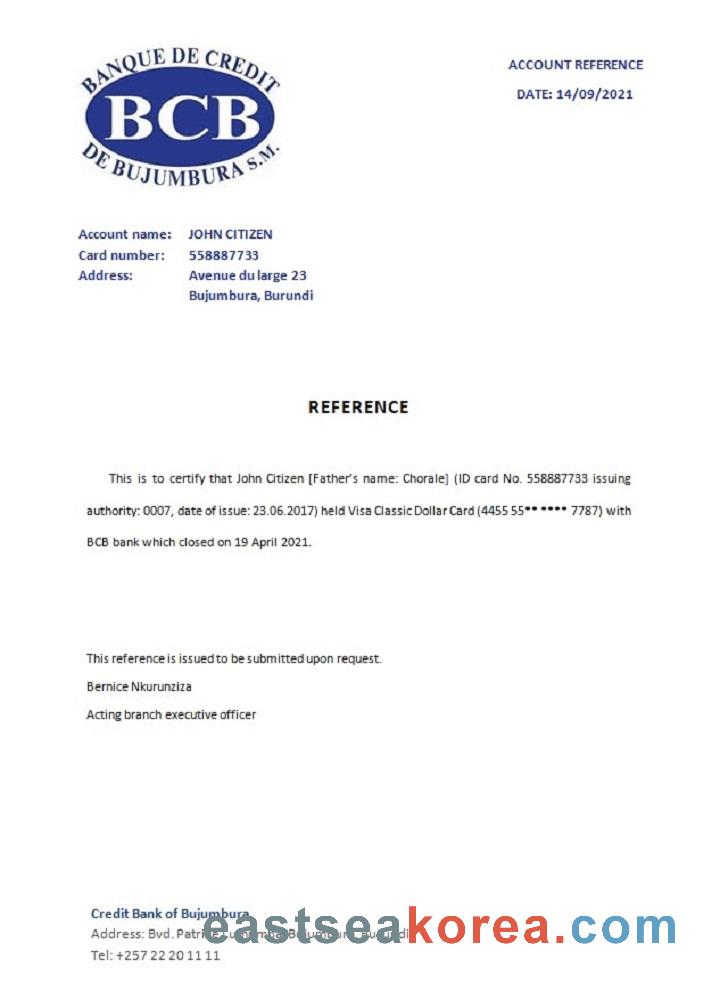 BANQUE DE CREDIT
BCB
DE BUJUMBURA S.M.
ACCOUNT REFERENCE
DATE: 14/09/2021
Account name: JOHN CITIZEN
Card number: 558887733
Address: Avenue du large 23
Bujumbura, Burundi
REFERENCE
This is to certify that John Citizen [Father's name: Chorale] (ID card No. 558887733 issuing
authority: 0007, date of issue: 23.06.2017) held Visa Classic Dollar Card (4455 55** **** 7787) with
BCB bank which closed on 19 April 2021.
This reference is issued to be submitted upon request.
Bernice Nkurunziza
Acting branch executive officer
Credit Bank of Bujumbura
eastseakorea.com
Address: Bvd. Patrice Lumumba Bujumbura, Burundi
Tel: +257 22 20 11 11